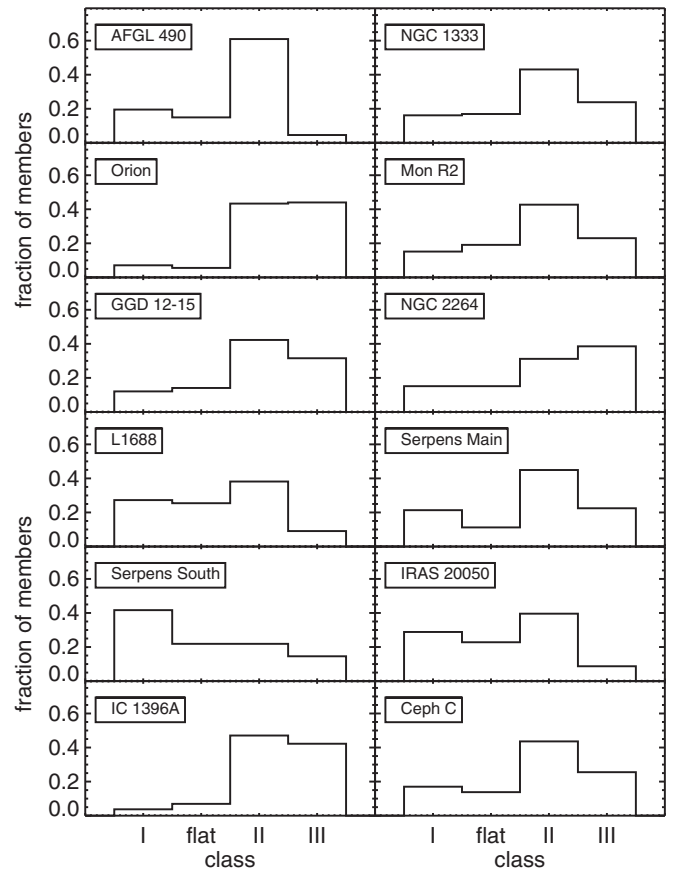 AFGL 490
NGC 1333
0.6
0.4
0.2
0.0
Orion
Mon R2
0.6
0.4
0.2
0.0
GGD 12-15
NGC 2264
0.6
0.4
0.2
0.0
fraction of members
L1688
Serpens Main
0.6
0.4
0.2
0.0
Serpens South
IRAS 20050
0.6
0.4
0.2
0.0
IC 1396A
Ceph C
0.6
0.4
0.2
0.0
fraction of members
I flat II III
I flat II III
class
class